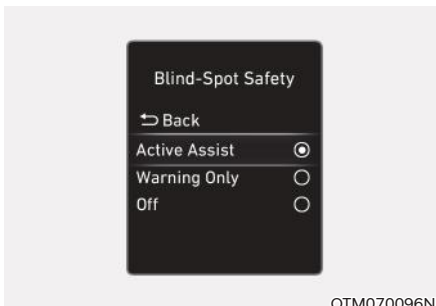 Blind-Spot Safety
Back
Active Assist
Warning Only
Off
OTM070096N